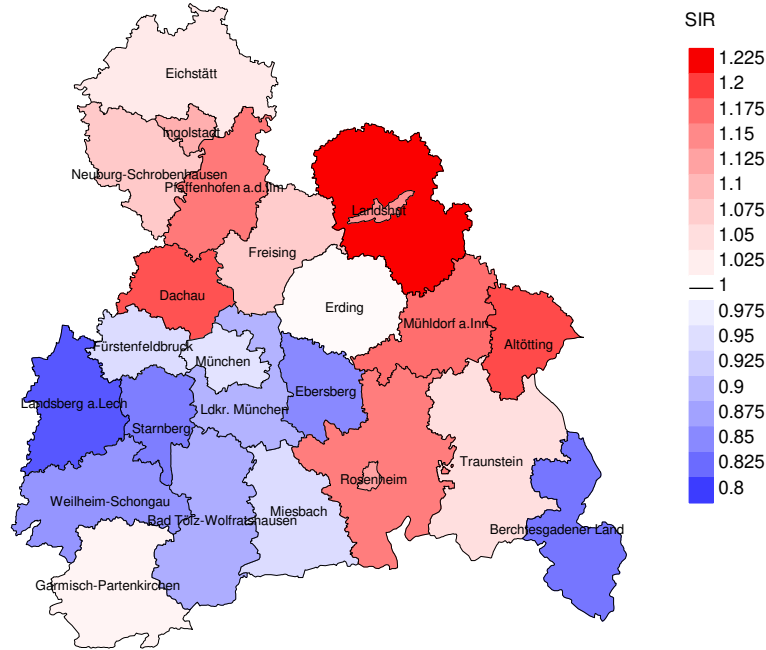 SIR
1.225
1.2
1.175
1.15
1.125
1.1
1.075
1.05
1.025
1
0.975
0.95
0.925
0.9
0.875
0.85
0.825
0.8
Eichstätt
Ingolstadt
Neuburg-Schrobenhausen
Pfaffenhofen a.d.Ilm
Landshut
Freising
Dachau
Erding
Mühldorf a.Inn
Altötting
Fürstenfeldbruck
München
Ebersberg
Landsberg a.Lech
Ldkr. München
Starnberg
Traunstein
Rosenheim
Weilheim-Schongau
Miesbach
Bad Tölz-Wolfratshausen
Berchtesgadener Land
Garmisch-Partenkirchen